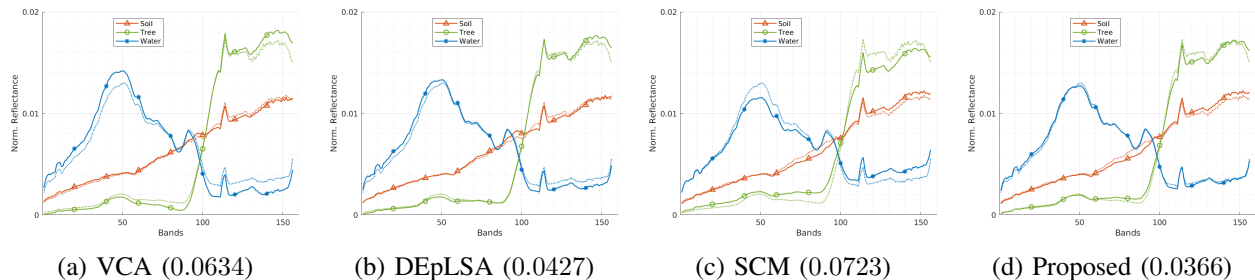 0.02
Soil
Tree
Water
Norm. Reflectance
0.01
0
50
100
150
Bands
(a) VCA (0.0634)
0.02
Soil
Tree
Water
Norm. Reflectance
0.01
0
50
100
150
Bands
(b) DEpLSA (0.0427)
0.02
Soil
Tree
Water
Norm. Reflectance
0.01
0
50
100
150
Bands
(c) SCM (0.0723)
0.02
Soil
Tree
Water
Norm. Reflectance
0.01
0
50
100
150
Bands
(d) Proposed (0.0366)